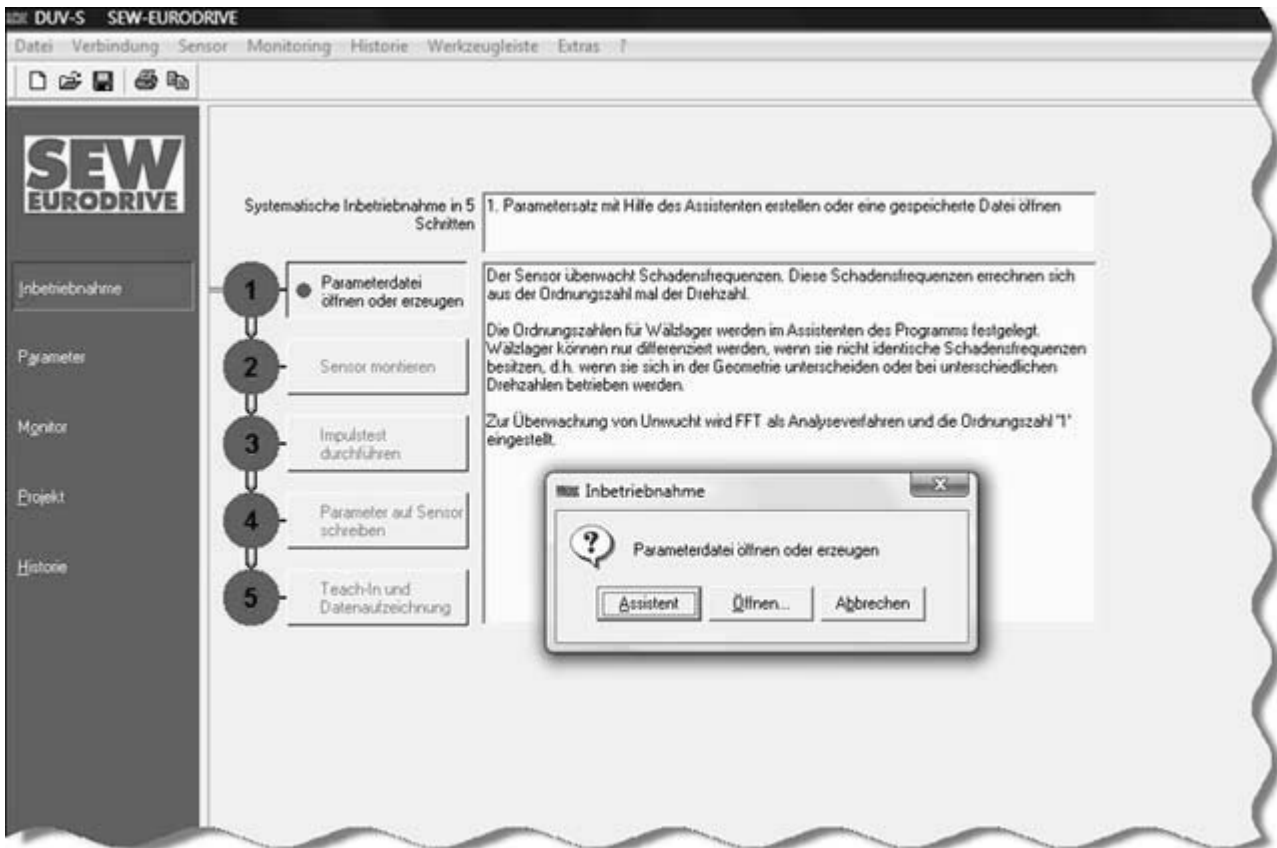 DUV-S SEW-EURODRIVE
Datei Verbindung Sensor Monitoring Historie Werkzeugleiste Extras ?
SEW
EURODRIVE
Inbetriebnahme
Parameter
Monitor
Projekt
Historie
Systematische Inbetriebnahme in 5
Schritten
1. Parametersatz mit Hilfe des Assistenten erstellen oder eine gespeicherte Datei öffnen
1
Parameterdatei
öffnen oder erzeugen
2
Sensor montieren
3
Impulstest
durchführen
4
Parameter auf Sensor
schreiben
5
Teach-In und
Datenaufzeichnung
Der Sensor überwacht Schadensfrequenzen. Diese Schadensfrequenzen errechnen sich
aus der Ordnungszahl mal der Drehzahl.
Die Ordnungszahlen für Wälzlager werden im Assistenten des Programms festgelegt.
Wälzlager können nur differenziert werden, wenn sie nicht identische Schadensfrequenzen
besitzen, d.h. wenn sie sich in der Geometrie unterscheiden oder bei unterschiedlichen
Drehzahlen betrieben werden.
Zur Überwachung von Unwucht wird FFT als Analyseverfahren und die Ordnungszahl "1"
eingestellt.
Inbetriebnahme
Parameterdatei öffnen oder erzeugen
Assistent
Öffnen...
Abbrechen